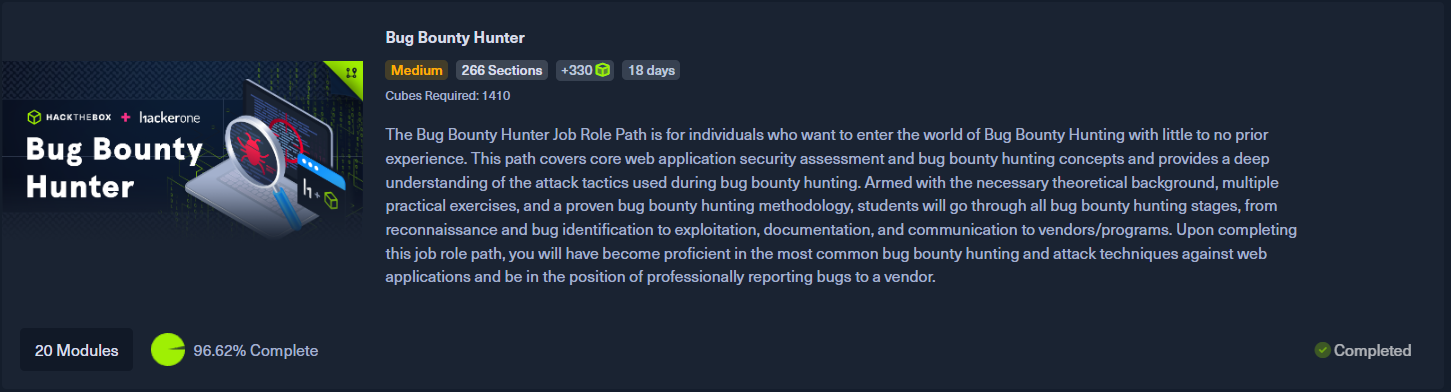 Bug Bounty Hunter
Medium 266 Sections +330 18 days
Cubes Required: 1410
HACKTHEBOX + hackerone
Bug Bounty
Hunter
h+
The Bug Bounty Hunter Job Role Path is for individuals who want to enter the world of Bug Bounty Hunting with little to no prior
experience. This path covers core web application security assessment and bug bounty hunting concepts and provides a deep
understanding of the attack tactics used during bug bounty hunting. Armed with the necessary theoretical background, multiple
practical exercises, and a proven bug bounty hunting methodology, students will go through all bug bounty hunting stages, from
reconnaissance and bug identification to exploitation, documentation, and communication to vendors/programs. Upon completing
this job role path, you will have become proficient in the most common bug bounty hunting and attack techniques against web
applications and be in the position of professionally reporting bugs to a vendor.
20 Modules 96.62% Complete Completed